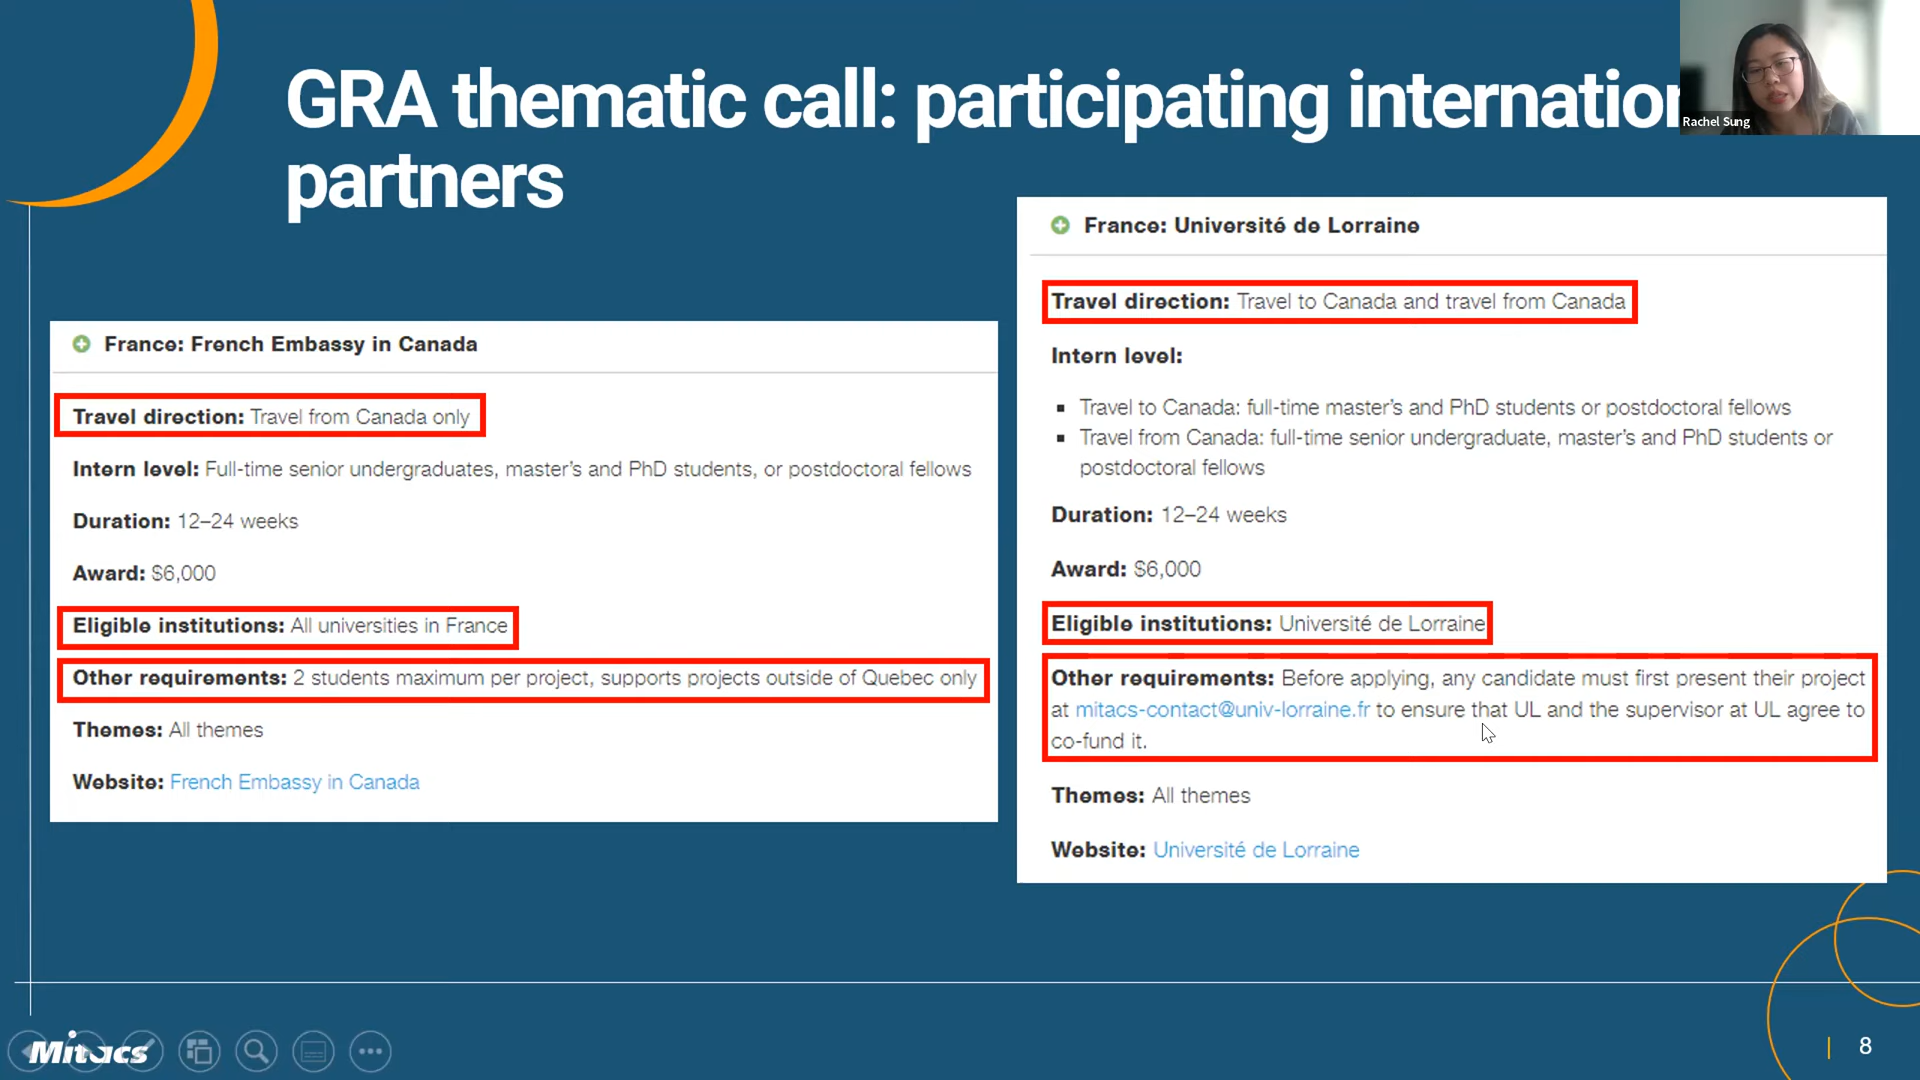 GRA thematic call: participating internation
partners
Rachel Sung
France: French Embassy in Canada
Travel direction: Travel from Canada only
Intern level: Full-time senior undergraduates, master's and PhD students, or postdoctoral fellows
Duration: 12–24 weeks
Award: $6,000
Eligible institutions: All universities in France
Other requirements: 2 students maximum per project, supports projects outside of Quebec only
Themes: All themes
Website: French Embassy in Canada
France: Université de Lorraine
Travel direction: Travel to Canada and travel from Canada
Intern level:
▪ Travel to Canada: full-time master's and PhD students or postdoctoral fellows
▪ Travel from Canada: full-time senior undergraduate, master's and PhD students or
postdoctoral fellows
Duration: 12–24 weeks
Award: $6,000
Eligible institutions: Université de Lorraine
Other requirements: Before applying, any candidate must first present their project
at mitacs-contact@univ-lorraine.fr to ensure that UL and the supervisor at UL agree to
co-fund it.
Themes: All themes
Website: Université de Lorraine
Mitacs
| 8